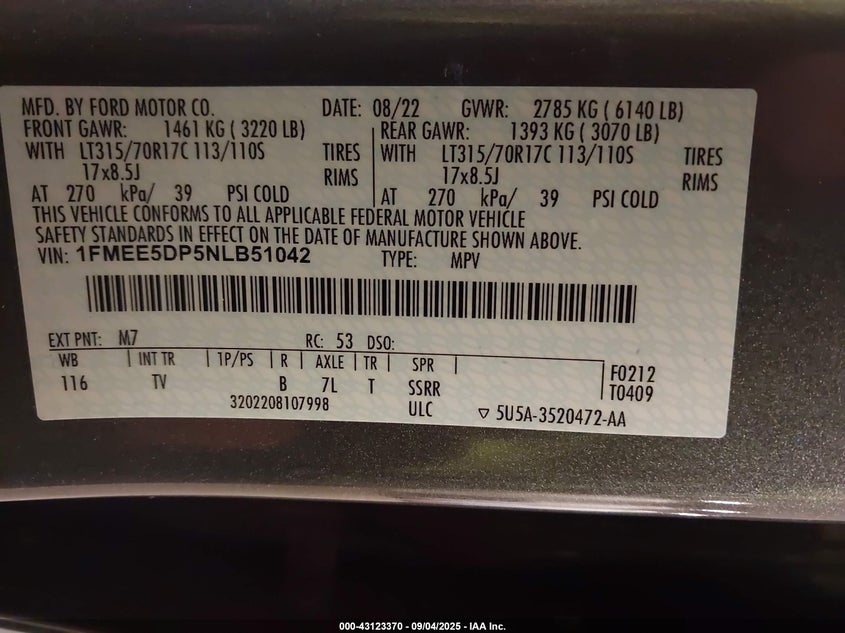 MFD. BY FORD MOTOR CO. DATE: 08/22 GVWR: 2785 KG ( 6140 LB)
FRONT GAWR: 1461 KG ( 3220 LB) REAR GAWR: 1393 KG ( 3070 LB)
WITH LT315/70R17C 113/110S TIRES WITH LT315/70R17C 113/110S TIRES
17x8.5J RIMS 17x8.5J RIMS
AT 270 kPa/ 39 PSI COLD AT 270 kPa/ 39 PSI COLD
THIS VEHICLE CONFORMS TO ALL APPLICABLE FEDERAL MOTOR VEHICLE
SAFETY STANDARDS IN EFFECT ON THE DATE OF MANUFACTURE SHOWN ABOVE.
VIN: 1FMEE5DP5NLB51042 TYPE: MPV
EXT PNT: M7 RC: 53 DSO:
WB INT TR 1P/PS R AXLE TR SPR F0212
116 TV B 7L T SSRR T0409
3202208107998 ULC ▽ 5U5A-3520472-AA
000-43123370 - 09/04/2025 - IAA Inc.